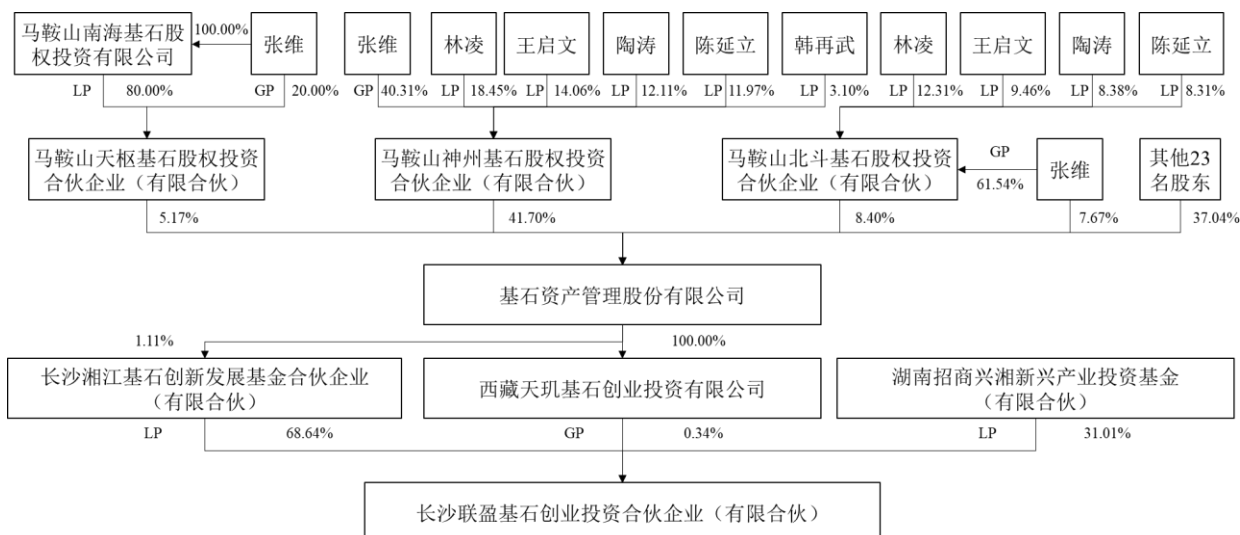 马鞍山南海基石股
权投资有限公司
100.00%
张维
张维
林凌
王启文
陶涛
陈延立
韩再武
林凌
王启文
陶涛
陈延立
LP
80.00%
GP
20.00%
GP
40.31%
LP
18.45%
LP
14.06%
LP
12.11%
LP
11.97%
LP
3.10%
LP
12.31%
LP
9.46%
LP
8.38%
LP
8.31%
马鞍山天枢基石股权投资
合伙企业（有限合伙）
马鞍山神州基石股权投资
合伙企业（有限合伙）
马鞍山北斗基石股权投资
合伙企业（有限合伙）
GP
61.54%
张维
其他23
名股东
5.17%
41.70%
8.40%
7.67%
37.04%
基石资产管理股份有限公司
1.11%
100.00%
长沙湘江基石创新发展基金合伙企业
（有限合伙）
西藏天玑基石创业投资有限公司
湖南招商兴湘新兴产业投资基金
（有限合伙）
LP
68.64%
GP
0.34%
LP
31.01%
长沙联盈基石创业投资合伙企业（有限合伙）